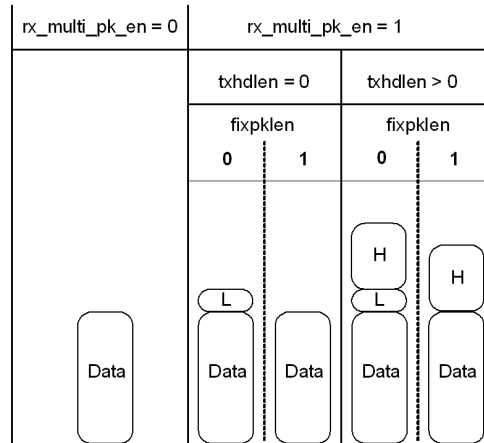 rx_multi_pk_en = 0 rx_multi_pk_en = 1
txhdlen = 0 txhdlen > 0
fixpklen fixpklen
0 1 0 1
H
H
L L
Data Data Data Data Data